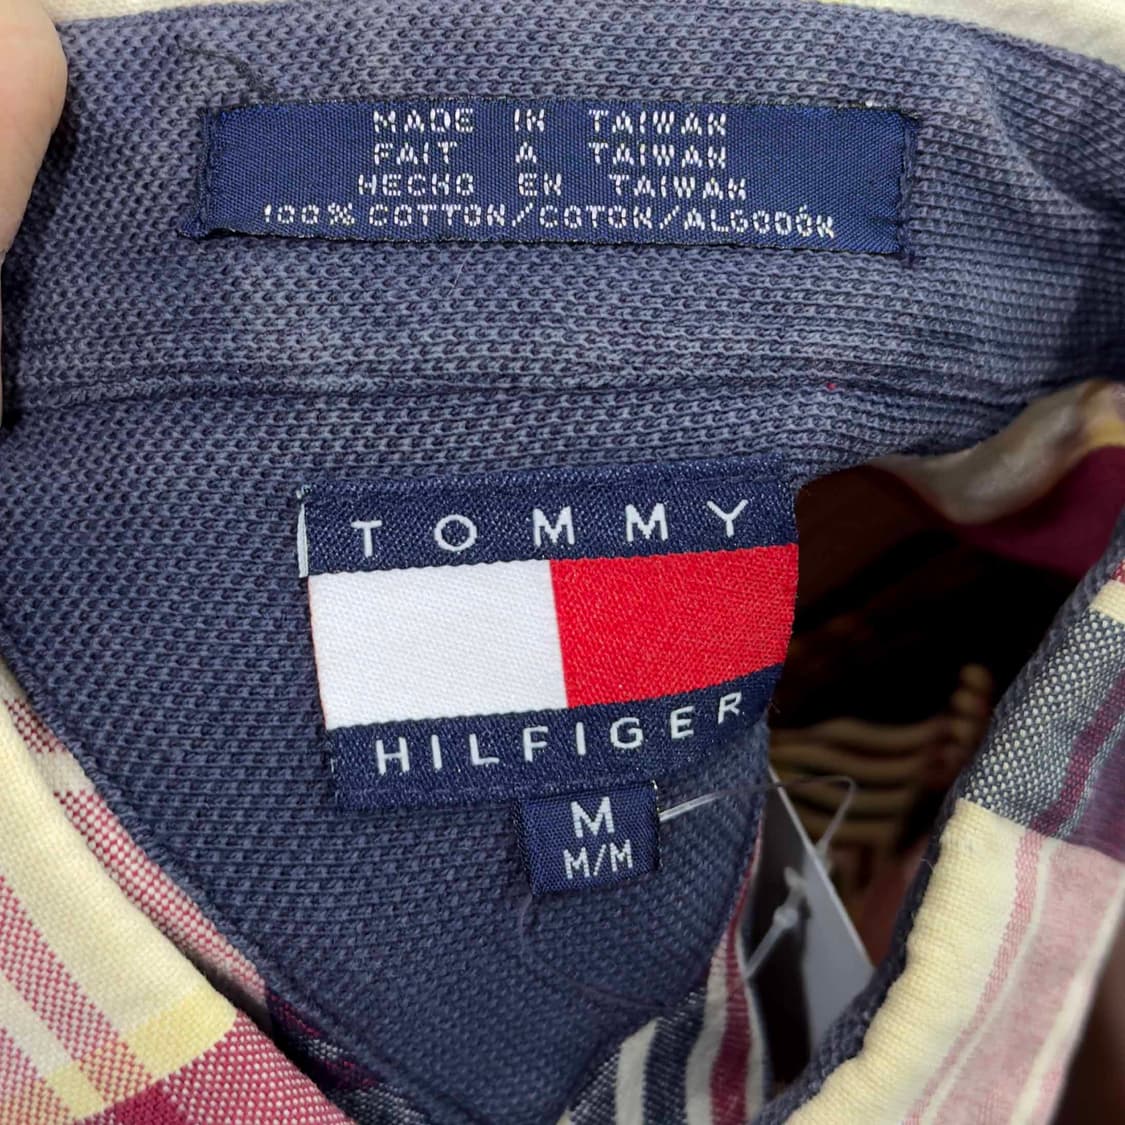 MADE IN TAIWAN
FAIT A TAIWAN
HECHO EN TAIWAN
100% COTTON/COTON/ALGODÓN
TOMMY
HILFIGER
M
M/M